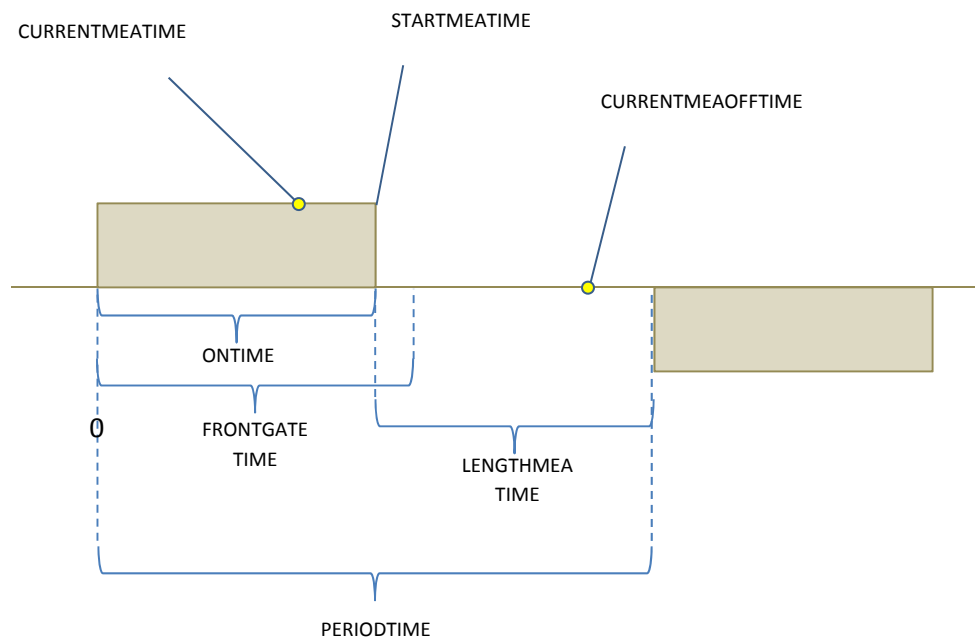 STARTMEATIME
CURRENTMEATIME
CURRENTMEAOFFTIME
ONTIME
0
FRONTGATE
TIME
LENGTHMEA
TIME
PERIODTIME